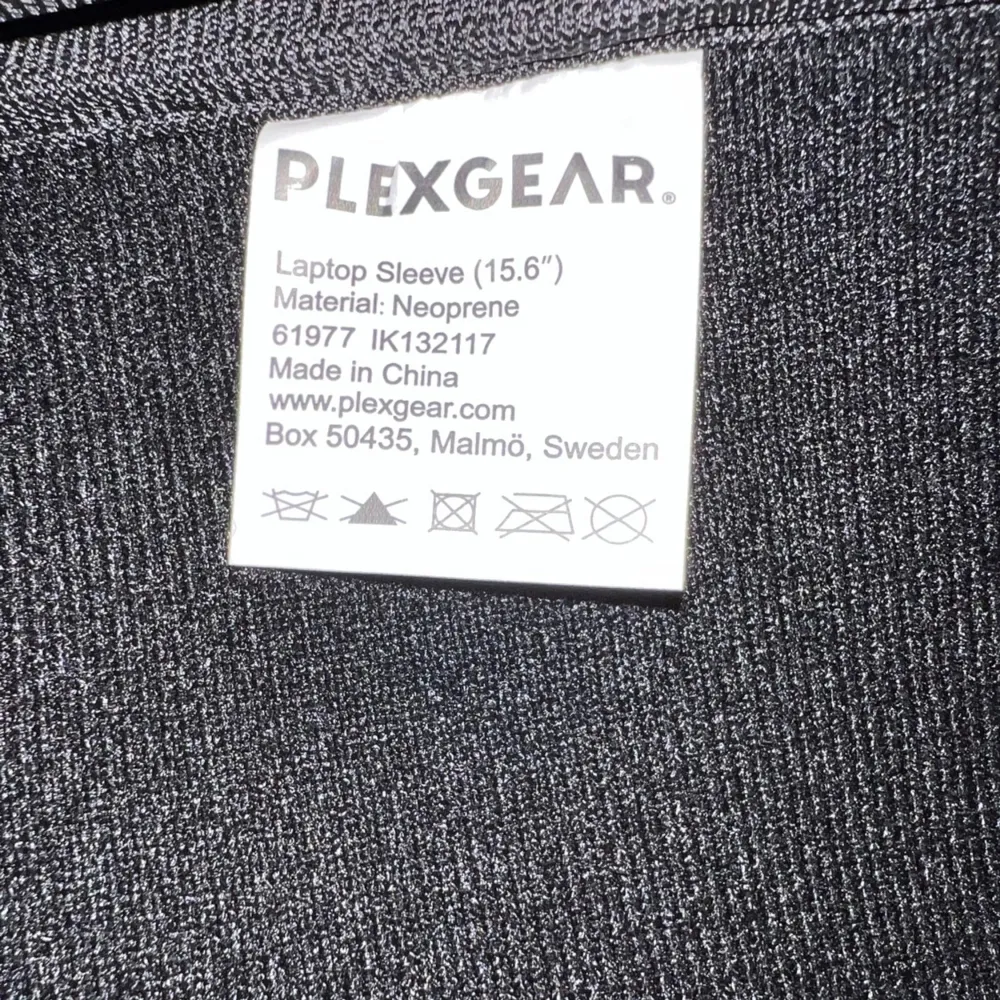 PLEXGEAR®
Laptop Sleeve (15.6″)
Material: Neoprene
61977 IK132117
Made in China
www.plexgear.com
Box 50435, Malmö, Sweden